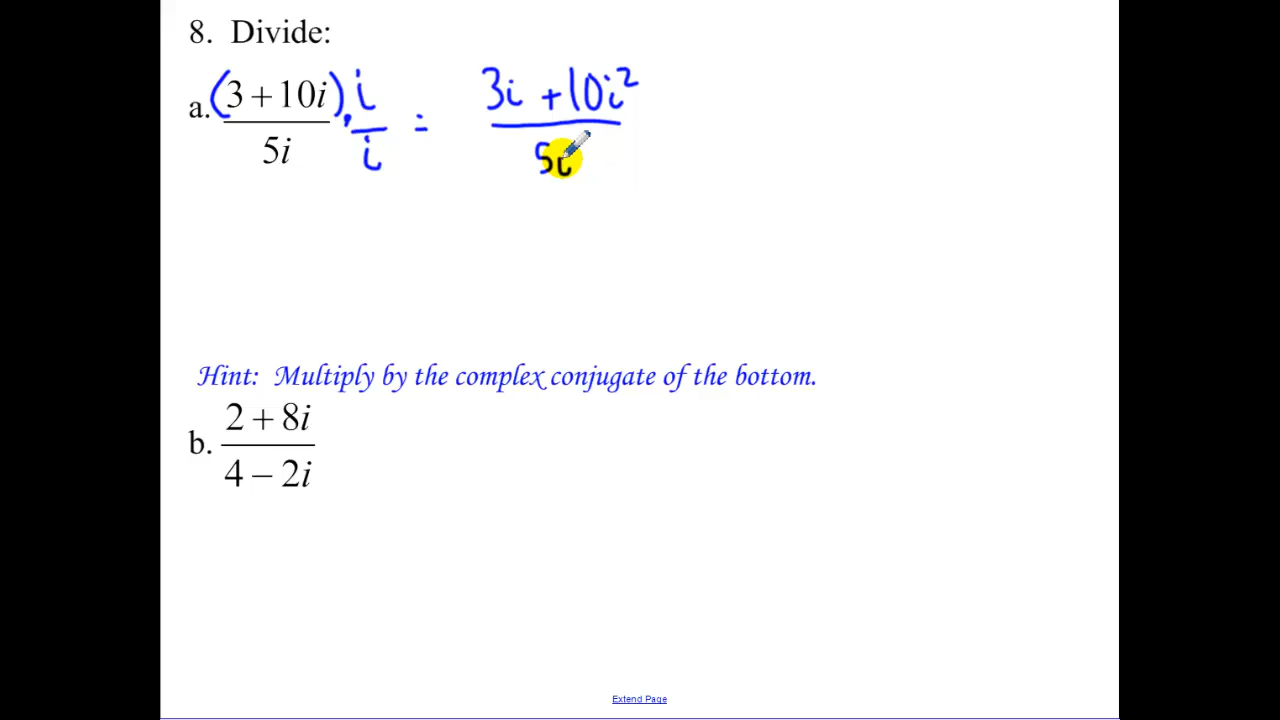 8. Divide:
a. (3 + 10i) . i / 5i i = 3i + 10i² / 5i
Hint: Multiply by the complex conjugate of the bottom.
b. 2 + 8i / 4 − 2i
Extend Page